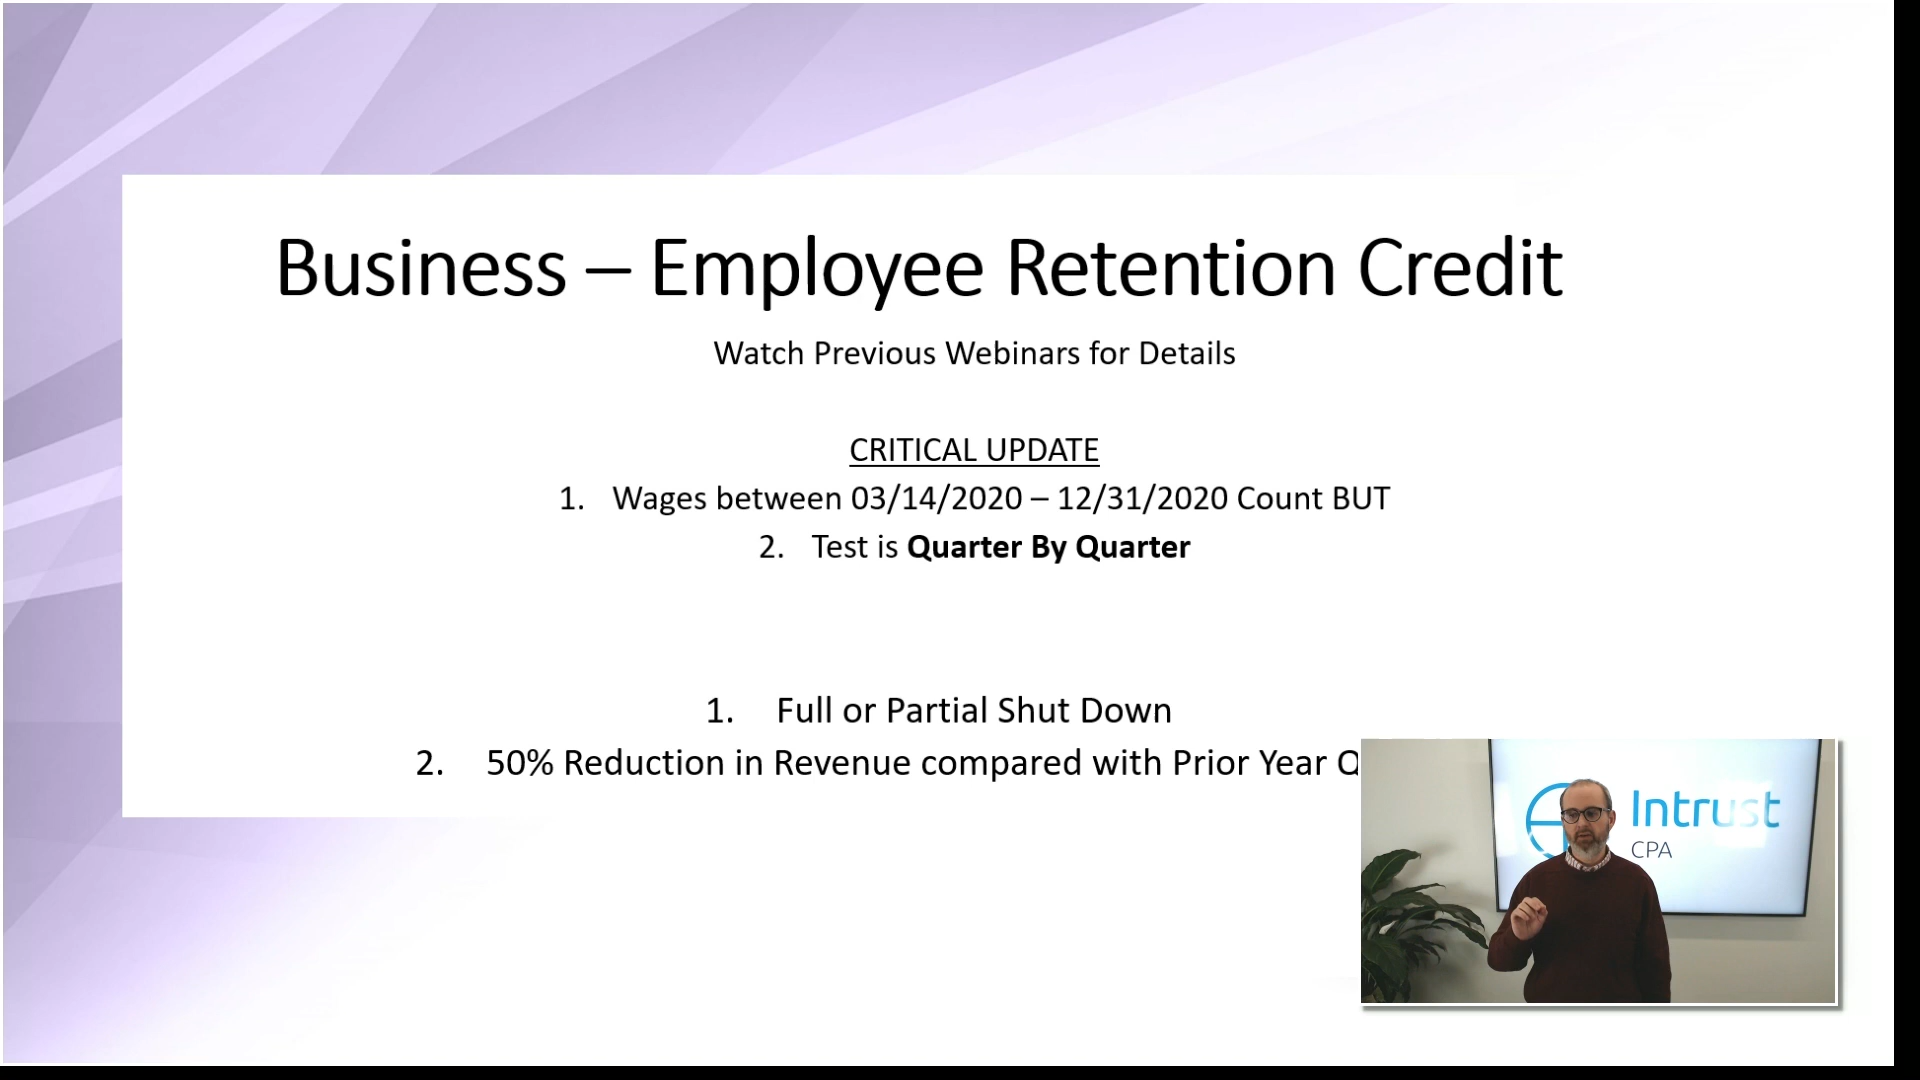 Business – Employee Retention Credit
Watch Previous Webinars for Details
CRITICAL UPDATE
1. Wages between 03/14/2020 – 12/31/2020 Count BUT
2. Test is Quarter By Quarter
1. Full or Partial Shut Down
2. 50% Reduction in Revenue compared with Prior Year
Intrust
CPA